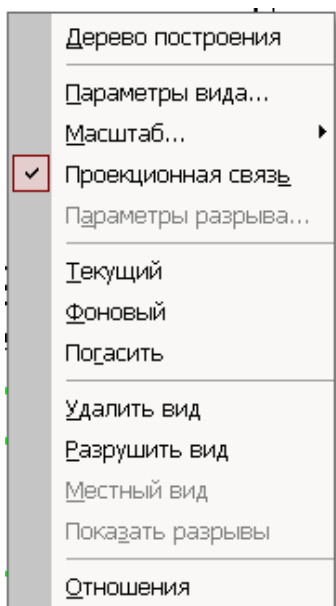 Дерево построения
Параметры вида...
Масштаб...
Проекционная связь
Параметры разрыва...
Текущий
Фоновый
Погасить
Удалить вид
Разрушить вид
Местный вид
Показать разрывы
Отношения